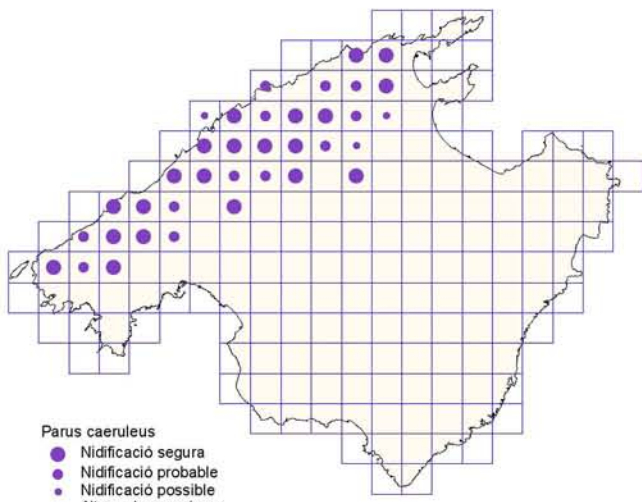 Parus caeruleus
Nidificació segura
Nidificació probable
Nidificació possible